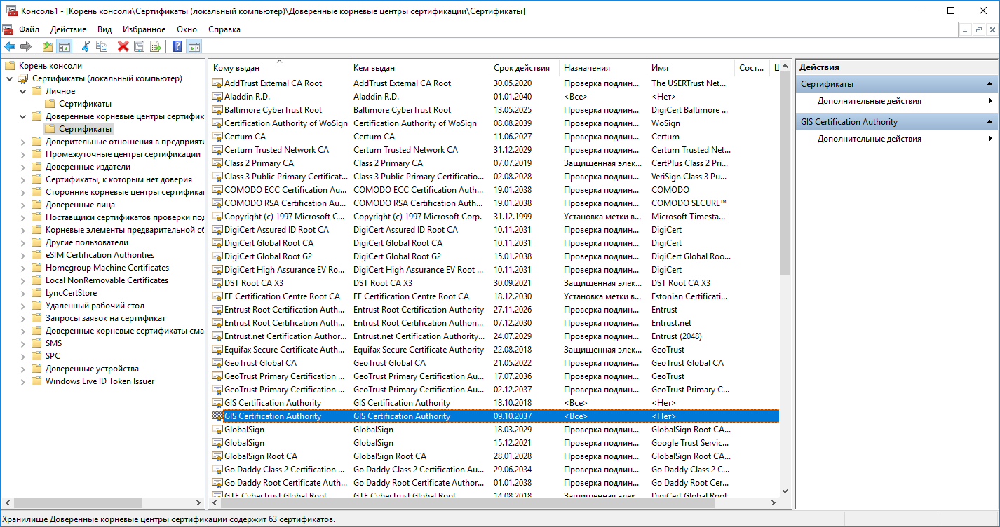 Консоль1 - [Корень консоли\Сертификаты (локальный компьютер)\Доверенные корневые центры сертификации\Сертификаты]
Файл Действие Вид Избранное Окно Справка
Корень консоли
Сертификаты (локальный компьютер)
Личное
Сертификаты
Доверенные корневые центры сертифик
Сертификаты
Доверительные отношения в предприяти
Промежуточные центры сертификации
Доверенные издатели
Сертификаты, к которым нет доверия
Сторонние корневые центры сертифика
Доверенные лица
Поставщики сертификатов проверки под
Корневые элементы предварительной сб
Другие пользователи
eSIM Certification Authorities
Homegroup Machine Certificates
Local NonRemovable Certificates
LyncCertStore
Удаленный рабочий стол
Запросы заявок на сертификат
Доверенные корневые сертификаты сма
SMS
SPC
Доверенные устройства
Windows Live ID Token Issuer
Кому выдан Кем выдан Срок действия Назначения Имя Сост...
AddTrust External CA Root AddTrust External CA Root 30.05.2020 Проверка подлин... The USERTrust Net...
Aladdin R.D. Aladdin R.D. 01.01.2040 <Все> <Нет>
Baltimore CyberTrust Root Baltimore CyberTrust Root 13.05.2025 Проверка подлин... DigiCert Baltimore ...
Certification Authority of WoSign Certification Authority of WoSign 08.08.2039 Проверка подлин... WoSign
Certum CA Certum CA 11.06.2027 Проверка подлин... Certum
Certum Trusted Network CA Certum Trusted Network CA 31.12.2029 Проверка подлин... Certum Trusted Net...
Class 2 Primary CA Class 2 Primary CA 07.07.2019 Защищенная элек... CertPlus Class 2 Pri...
Class 3 Public Primary Certificat... Class 3 Public Primary Certificatio... 02.08.2028 Проверка подлин... VeriSign Class 3 Pu...
COMODO ECC Certification Au... COMODO ECC Certification Auth... 19.01.2038 Проверка подлин... COMODO
COMODO RSA Certification Au... COMODO RSA Certification Auth... 19.01.2038 Проверка подлин... COMODO SECURE™
Copyright (c) 1997 Microsoft C... Copyright (c) 1997 Microsoft Corp. 31.12.1999 Установка метки в... Microsoft Timesta...
DigiCert Assured ID Root CA DigiCert Assured ID Root CA 10.11.2031 Проверка подлин... DigiCert
DigiCert Global Root CA DigiCert Global Root CA 10.11.2031 Проверка подлин... DigiCert
DigiCert Global Root G2 DigiCert Global Root G2 15.01.2038 Проверка подлин... DigiCert Global Roo...
DigiCert High Assurance EV Ro... DigiCert High Assurance EV Root ... 10.11.2031 Проверка подлин... DigiCert
DST Root CA X3 DST Root CA X3 30.09.2021 Защищенная элек... DST Root CA X3
EE Certification Centre Root CA EE Certification Centre Root CA 18.12.2030 Установка метки в... Estonian Certificati...
Entrust Root Certification Auth... Entrust Root Certification Authority 27.11.2026 Проверка подлин... Entrust
Entrust Root Certification Auth... Entrust Root Certification Authori... 07.12.2030 Проверка подлин... Entrust.net
Entrust.net Certification Author... Entrust.net Certification Authority... 24.07.2029 Проверка подлин... Entrust (2048)
Equifax Secure Certificate Auth... Equifax Secure Certificate Authority 22.08.2018 Защищенная элек... GeoTrust
GeoTrust Global CA GeoTrust Global CA 21.05.2022 Проверка подлин... GeoTrust Global CA
GeoTrust Primary Certification ... GeoTrust Primary Certification Au... 17.07.2036 Проверка подлин... GeoTrust
GeoTrust Primary Certification ... GeoTrust Primary Certification Au... 02.12.2037 Проверка подлин... GeoTrust Primary C...
GIS Certification Authority GIS Certification Authority 18.10.2018 <Все> <Нет>
GIS Certification Authority GIS Certification Authority 09.10.2037 <Все> <Нет>
GlobalSign GlobalSign 18.03.2029 Проверка подлин... GlobalSign Root CA...
GlobalSign GlobalSign 15.12.2021 Проверка подлин... Google Trust Servic...
GlobalSign Root CA GlobalSign Root CA 28.01.2028 Проверка подлин... GlobalSign Root CA...
Go Daddy Class 2 Certification ... Go Daddy Class 2 Certification Au... 29.06.2034 Проверка подлин... Go Daddy Class 2 C...
Go Daddy Root Certificate Auth... Go Daddy Root Certificate Author... 01.01.2038 Проверка подлин... Go Daddy Root Cer...
GTE CyberTrust Global Root GTE CyberTrust Global Root 14.08.2018 Проверка подлин... DigiCert Global Root
Действия
Сертификаты
Дополнительные действия
GIS Certification Authority
Дополнительные действия
Хранилище Доверенные корневые центры сертификации содержит 63 сертификатов.